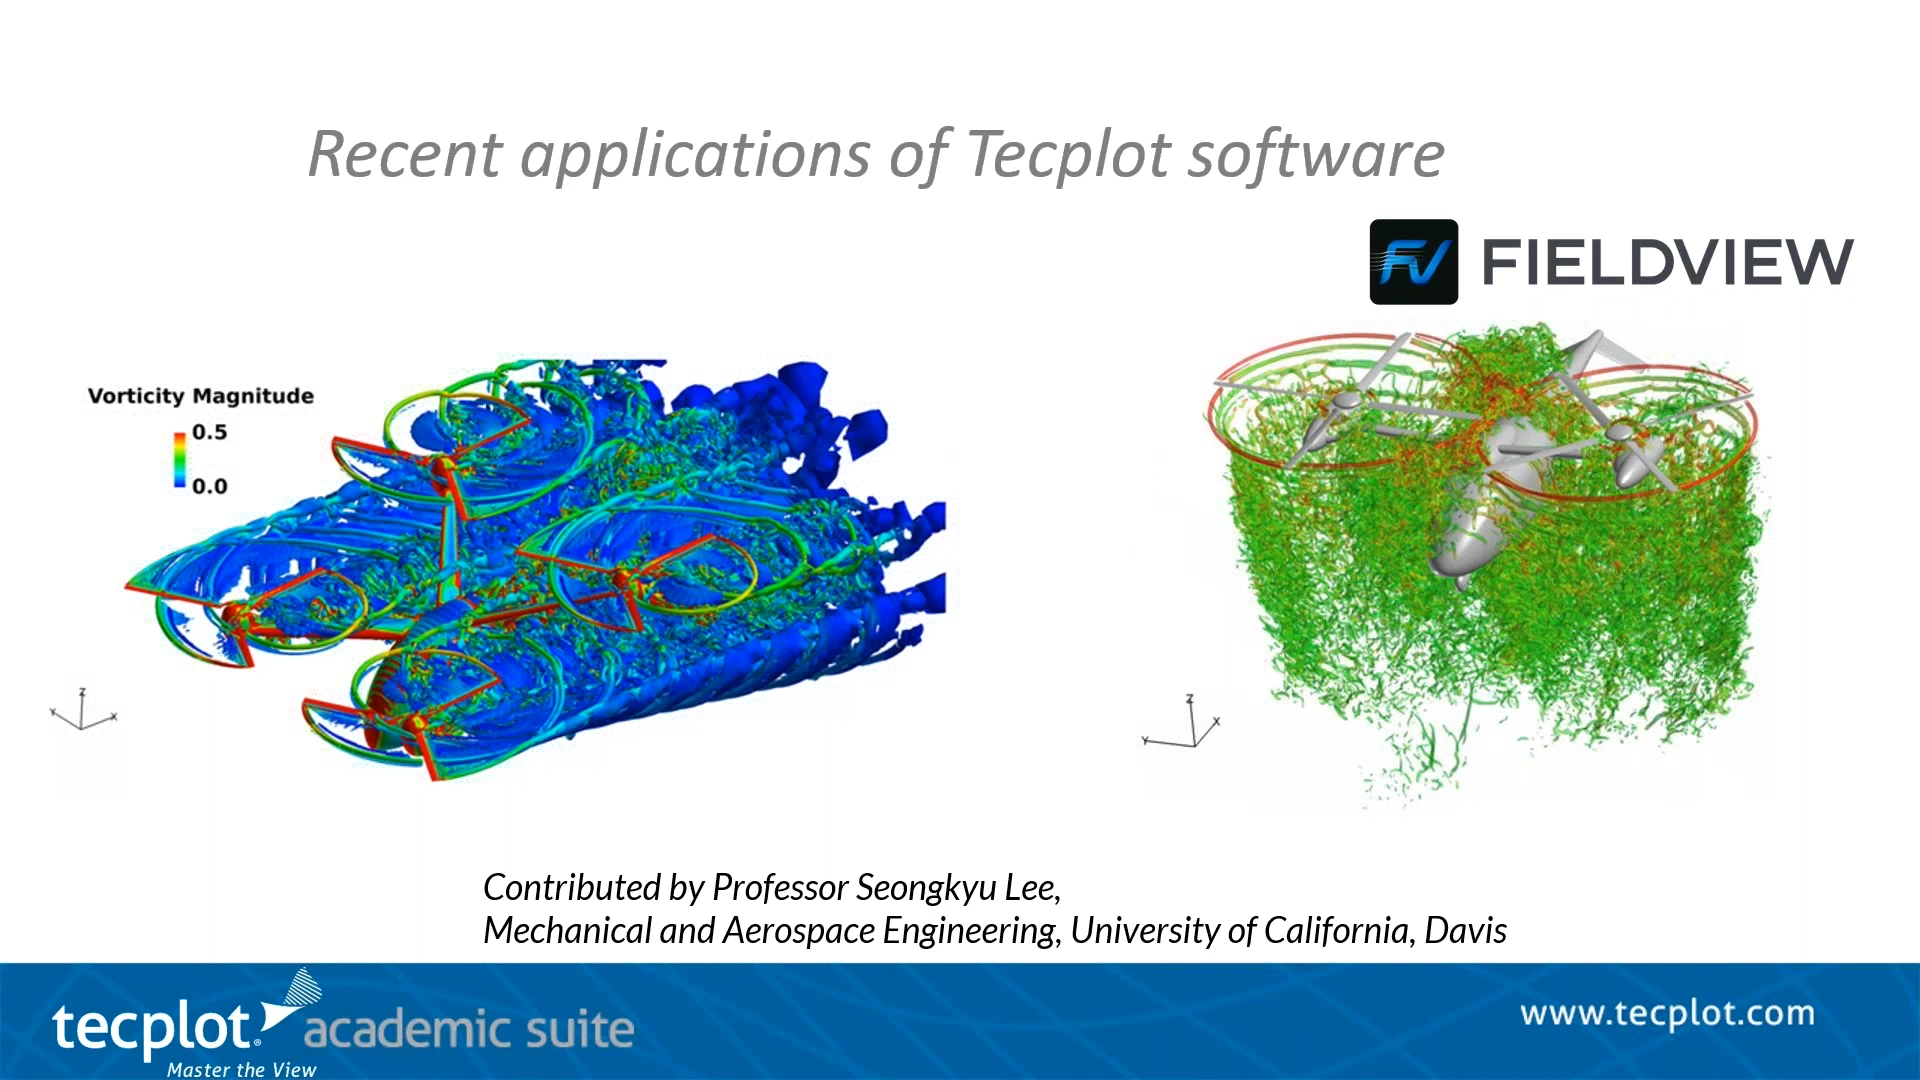 Recent applications of Tecplot software
FV FIELDVIEW
Vorticity Magnitude
0.5
0.0
Z
Y
X
Z
X
Y
Contributed by Professor Seongkyu Lee,
Mechanical and Aerospace Engineering, University of California, Davis
tecplot. academic suite
Master the View
www.tecplot.com